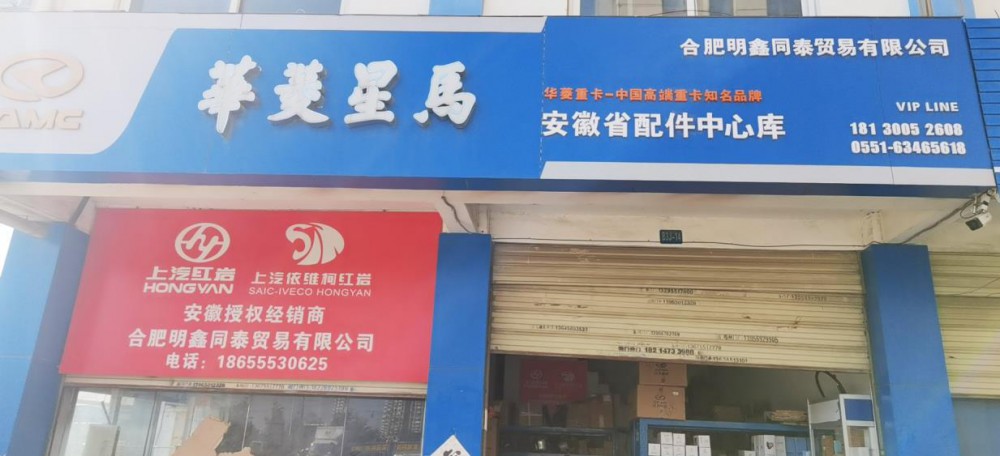 CAMC
華菱星馬
合肥明鑫同泰贸易有限公司
华菱重卡-中国高端重卡知名品牌
安徽省配件中心库
VIP LINE
181 3005 2608
0551-63465618
上汽红岩
HONGYAN
上汽依维柯红岩
SAIC-IVECO HONGYAN
安徽授权经销商
合肥明鑫同泰贸易有限公司
电话：18655530625